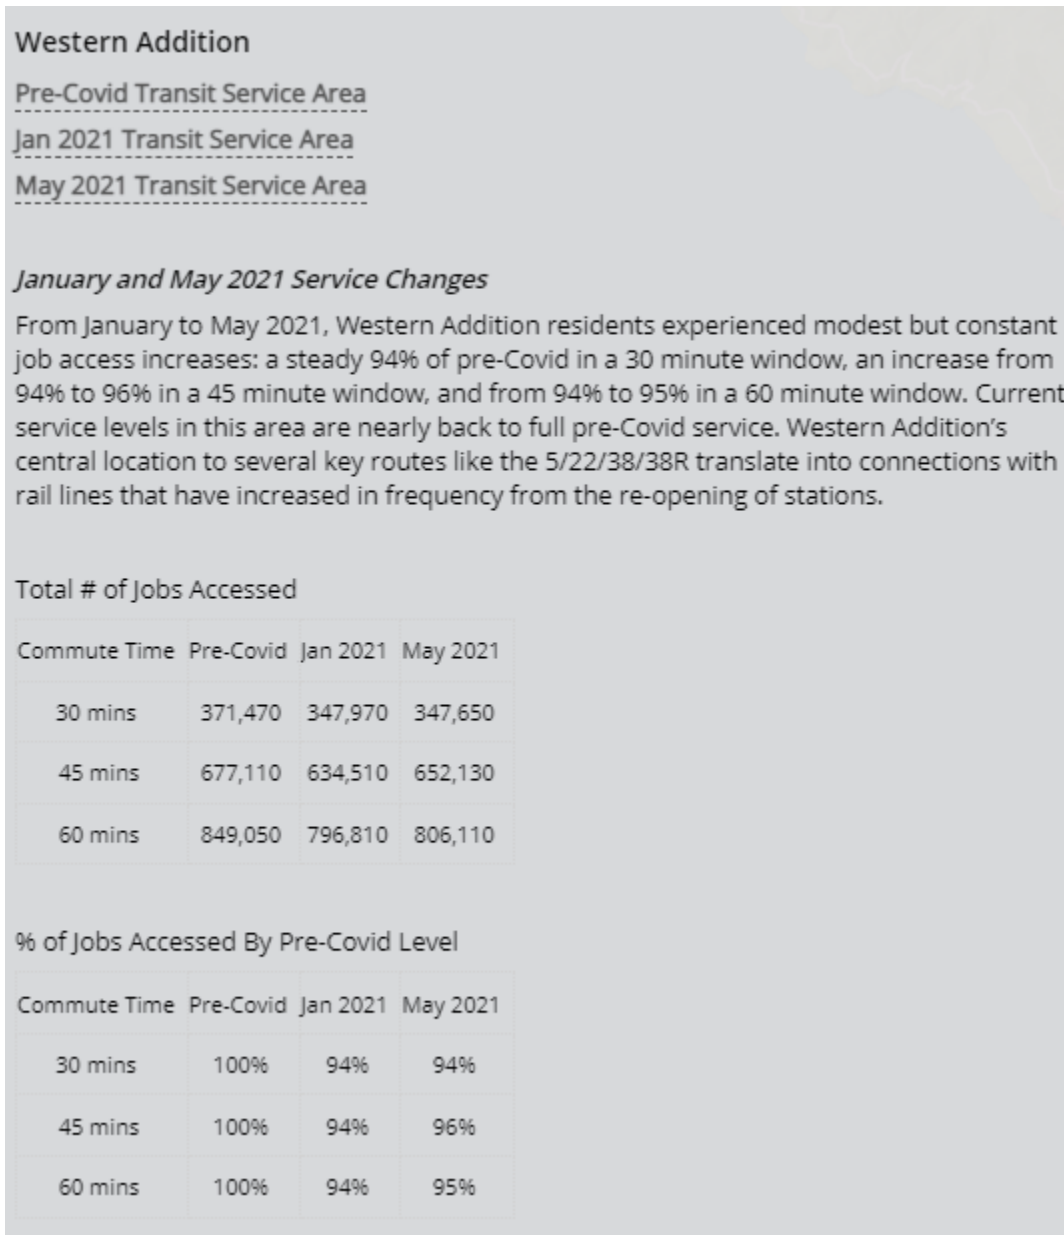 Western Addition
Pre-Covid Transit Service Area
Jan 2021 Transit Service Area
May 2021 Transit Service Area
January and May 2021 Service Changes
From January to May 2021, Western Addition residents experienced modest but constant
job access increases: a steady 94% of pre-Covid in a 30 minute window, an increase from
94% to 96% in a 45 minute window, and from 94% to 95% in a 60 minute window. Current
service levels in this area are nearly back to full pre-Covid service. Western Addition's
central location to several key routes like the 5/22/38/38R translate into connections with
rail lines that have increased in frequency from the re-opening of stations.
Total # of Jobs Accessed
Commute Time Pre-Covid Jan 2021 May 2021
30 mins 371,470 347,970 347,650
45 mins 677,110 634,510 652,130
60 mins 849,050 796,810 806,110
% of Jobs Accessed By Pre-Covid Level
Commute Time Pre-Covid Jan 2021 May 2021
30 mins 100% 94% 94%
45 mins 100% 94% 96%
60 mins 100% 94% 95%